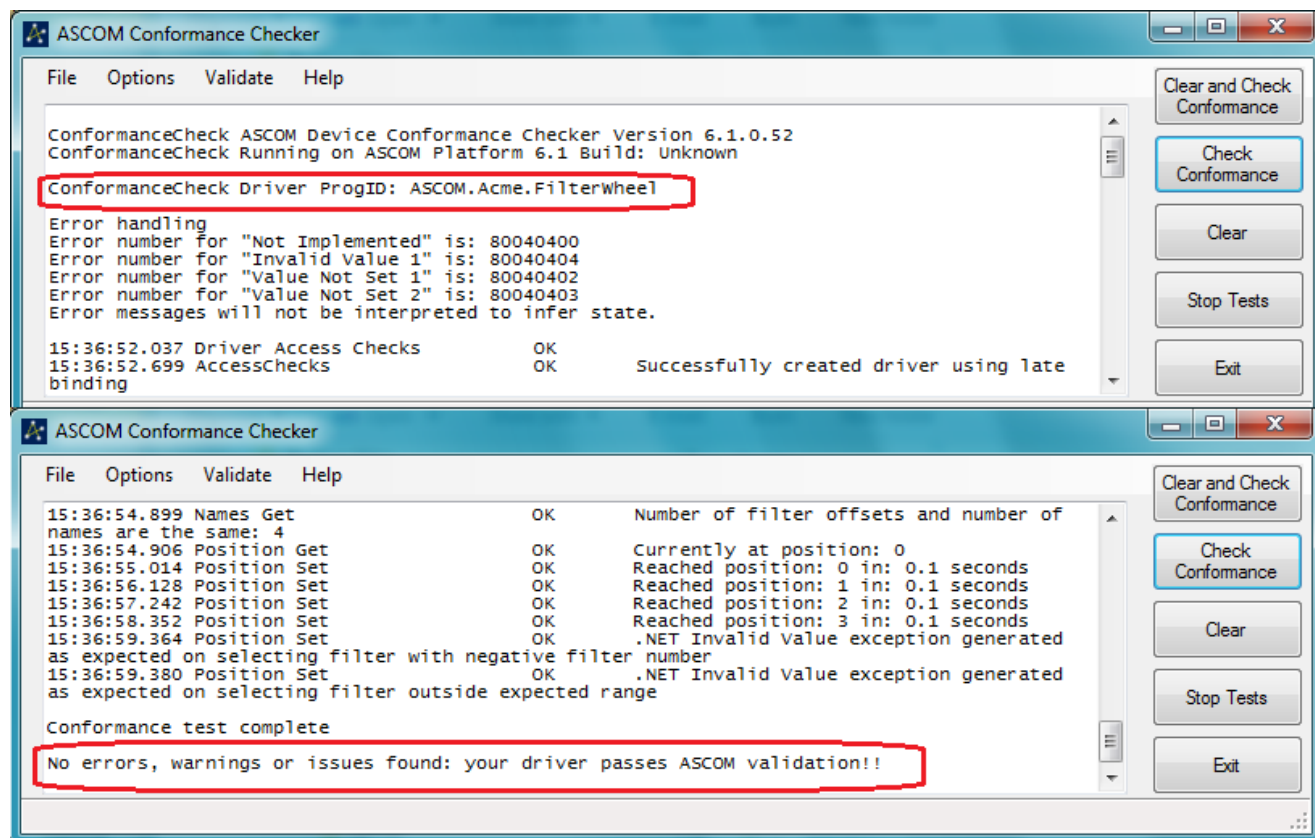 ASCOM Conformance Checker
File Options Validate Help
ConformanceCheck ASCOM Device Conformance Checker Version 6.1.0.52
ConformanceCheck Running on ASCOM Platform 6.1 Build: Unknown
ConformanceCheck Driver ProgID: ASCOM.Acme.FilterWheel
Error handling
Error number for "Not Implemented" is: 80040400
Error number for "Invalid Value 1" is: 80040404
Error number for "Value Not Set 1" is: 80040402
Error number for "Value Not Set 2" is: 80040403
Error messages will not be interpreted to infer state.
15:36:52.037 Driver Access Checks OK
15:36:52.699 AccessChecks OK Successfully created driver using late
binding
Clear and Check
Conformance
Check
Conformance
Clear
Stop Tests
Exit
ASCOM Conformance Checker
File Options Validate Help
15:36:54.899 Names Get OK Number of filter offsets and number of
names are the same: 4
15:36:54.906 Position Get OK Currently at position: 0
15:36:55.014 Position Set OK Reached position: 0 in: 0.1 seconds
15:36:56.128 Position Set OK Reached position: 1 in: 0.1 seconds
15:36:57.242 Position Set OK Reached position: 2 in: 0.1 seconds
15:36:58.352 Position Set OK Reached position: 3 in: 0.1 seconds
15:36:59.364 Position Set OK .NET Invalid Value exception generated
as expected on selecting filter with negative filter number
15:36:59.380 Position Set OK .NET Invalid Value exception generated
as expected on selecting filter outside expected range
Conformance test complete
No errors, warnings or issues found: your driver passes ASCOM validation!!
Clear and Check
Conformance
Check
Conformance
Clear
Stop Tests
Exit